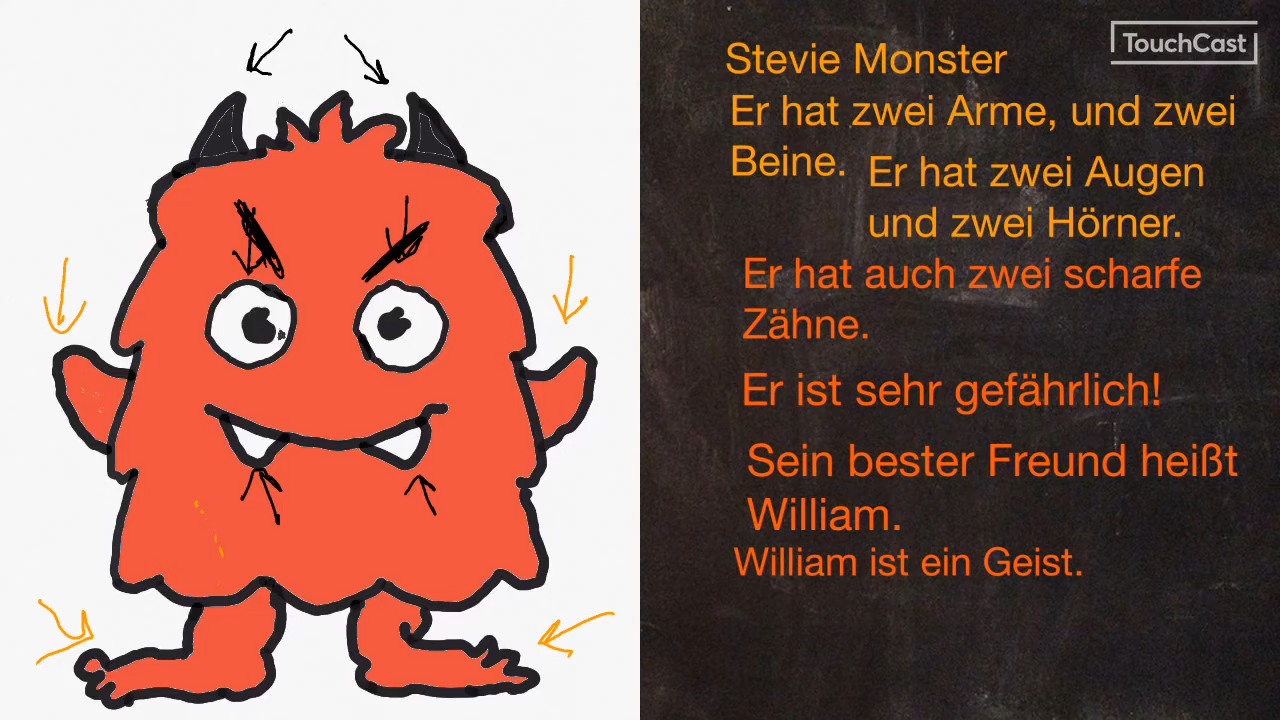 TouchCast
Stevie Monster
Er hat zwei Arme, und zwei
Beine.
Er hat zwei Augen
und zwei Hörner.
Er hat auch zwei scharfe
Zähne.
Er ist sehr gefährlich!
Sein bester Freund heißt
William.
William ist ein Geist.